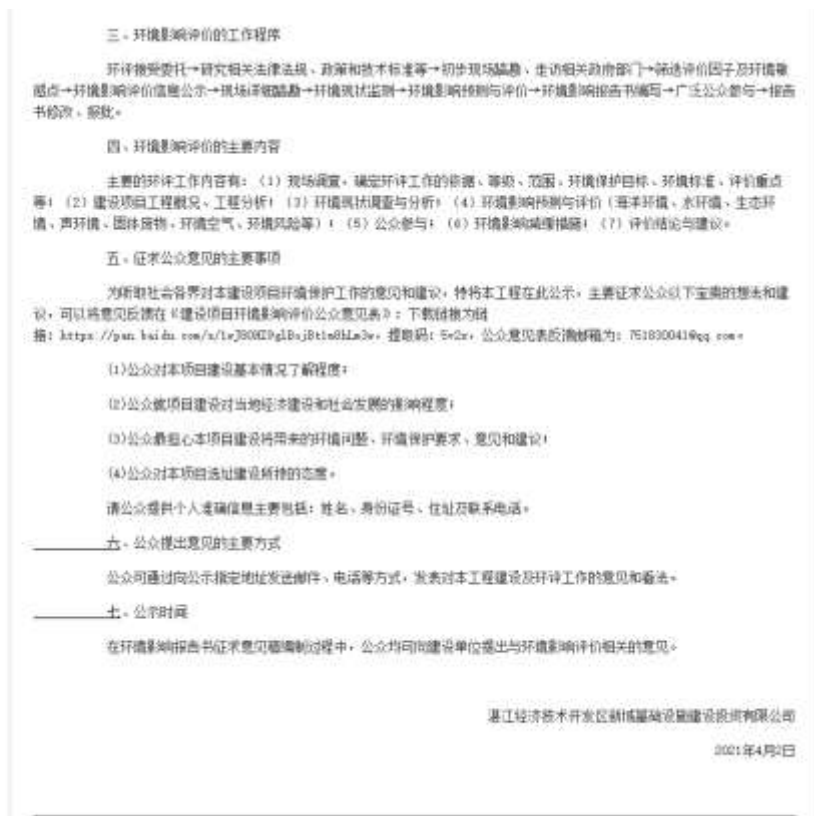 三、环境影响评价的工作程序
环评接受委托→研究相关法律法规、政策和技术标准等→初步现场踏勘、走访相关政府部门→筛选评价因子及环境敏
感点→环境影响评价信息公示→现场详细踏勘→环境现状监测→环境影响预测与评价→环境影响报告书编写→广泛公众参与→报告
书修改、报批。
四、环境影响评价的主要内容
主要的环评工作内容有：（1）现场调查，确定环评工作的依据、等级、范围、环境保护目标、环境标准、评价重点
等；（2）建设项目工程概况、工程分析；（3）环境现状调查与分析；（4）环境影响预测与评价（海洋环境、水环境、生态环
境、声环境、固体废物、环境空气、环境风险等）；（5）公众参与；（6）环境影响减缓措施；（7）评价结论与建议。
五、征求公众意见的主要事项
为听取社会各界对本建设项目环境保护工作的意见和建议，特将本工程在此公示，主要征求公众以下宝贵的想法和建
议，可以将意见反馈在《建设项目环境影响评价公众意见表》：下载链接为链
接：提取码：公众意见表反馈邮箱为：
(1)公众对本项目建设基本情况了解程度；
(2)公众就项目建设对当地经济建设和社会发展的影响程度；
(3)公众最担心本项目建设将带来的环境问题、环境保护要求、意见和建议；
(4)公众对本项目选址建设所持的态度。
请公众提供个人准确信息主要包括：姓名、身份证号、住址及联系电话。
六、公众提出意见的主要方式
公众可通过向公示指定地址发送邮件、电话等方式，发表对本工程建设及环评工作的意见和看法。
七、公示时间
在环境影响报告书征求意见稿编制过程中，公众均可向建设单位提出与环境影响评价相关的意见。
湛江经济技术开发区新域基础设施建设投资有限公司
2021年4月2日